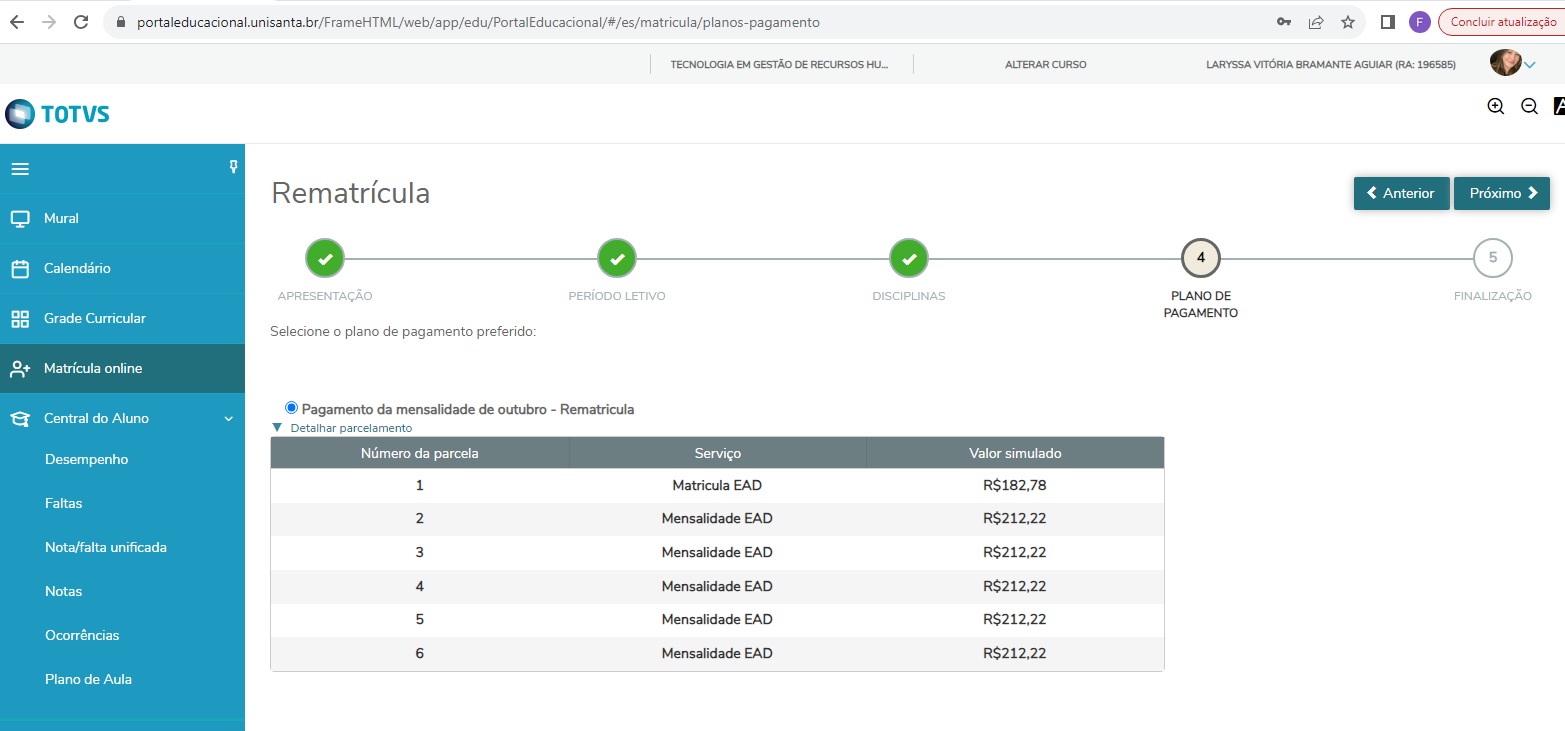 portaleducacional.unisanta.br/FrameHTML/web/app/edu/PortalEducacional/#/es/matricula/planos-pagamento
F
Concluir atualização
TECNOLOGIA EM GESTÃO DE RECURSOS HU...
ALTERAR CURSO
LARYSSA VITÓRIA BRAMANTE AGUIAR (RA: 196585)
TOTVS
A
Mural
Calendário
Grade Curricular
Matrícula online
Central do Aluno
Desempenho
Faltas
Nota/falta unificada
Notas
Ocorrências
Plano de Aula
Rematrícula
Anterior
Próximo
4
5
APRESENTAÇÃO
PERÍODO LETIVO
DISCIPLINAS
PLANO DE
PAGAMENTO
FINALIZAÇÃO
Selecione o plano de pagamento preferido:
Pagamento da mensalidade de outubro - Rematricula
Detalhar parcelamento
Número da parcela Serviço Valor simulado
1 Matricula EAD R$182,78
2 Mensalidade EAD R$212,22
3 Mensalidade EAD R$212,22
4 Mensalidade EAD R$212,22
5 Mensalidade EAD R$212,22
6 Mensalidade EAD R$212,22